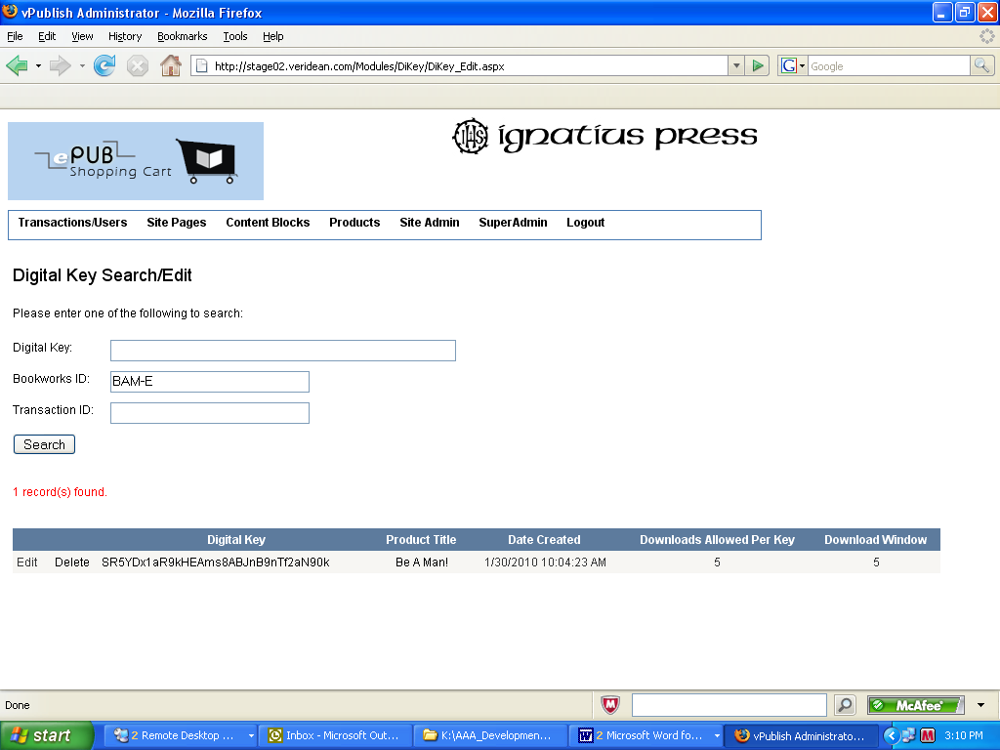 vPublish Administrator - Mozilla Firefox
File Edit View History Bookmarks Tools Help
http://stage02.veridean.com/Modules/DiKey/DiKey_Edit.aspx
G Google
ePUB
Shopping Cart
IHS ignatius press
Transactions/Users Site Pages Content Blocks Products Site Admin SuperAdmin Logout
Digital Key Search/Edit
Please enter one of the following to search:
Digital Key:
Bookworks ID: BAM-E
Transaction ID:
Search
1 record(s) found.
Digital Key Product Title Date Created Downloads Allowed Per Key Download Window
Edit Delete SR5YDx1aR9kHEAms8ABJnB9nTf2aN90k Be A Man! 1/30/2010 10:04:23 AM 5 5
Done McAfee
start 2 Remote Desktop ... Inbox - Microsoft Out... K:\AAA_Developmen... 2 Microsoft Word fo... vPublish Administrato... 3:10 PM